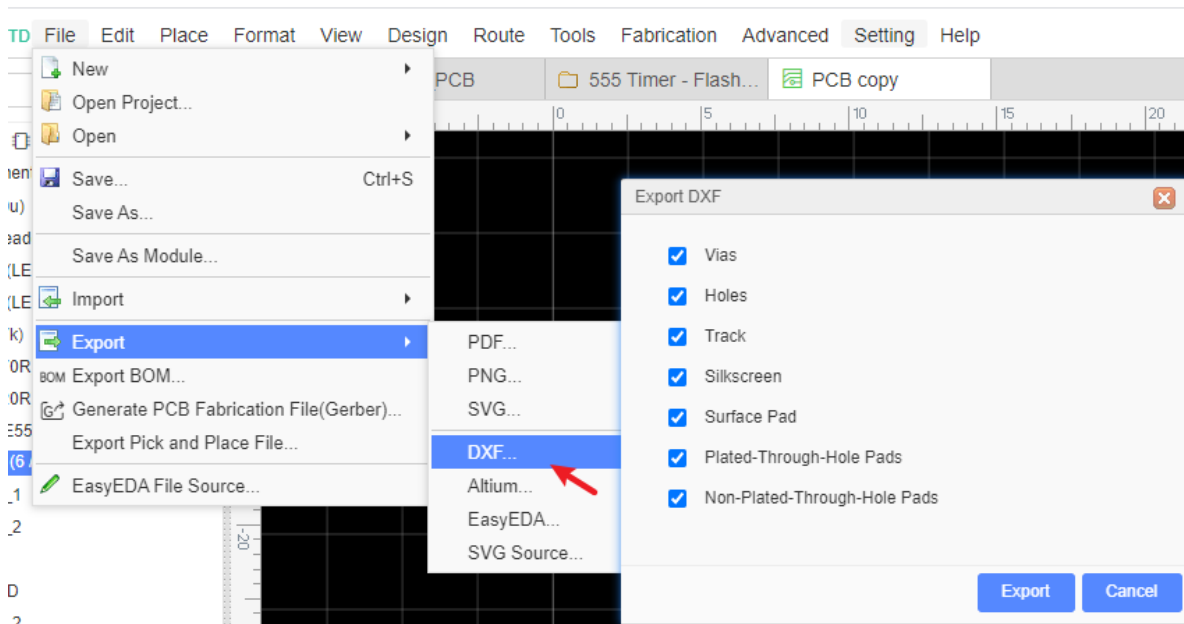 TD File Edit Place Format View Design Route Tools Fabrication Advanced Setting Help
New
PCB
555 Timer - Flash...
PCB copy
Open Project...
0 5 10 15 20
Open
Save... Ctrl+S
Save As...
Export DXF
Save As Module...
Vias
(LE
Import
Holes
(LE
Export
PDF...
Track
BOM Export BOM...
PNG...
Silkscreen
Generate PCB Fabrication File(Gerber)...
SVG...
Surface Pad
Export Pick and Place File...
DXF...
Plated-Through-Hole Pads
EasyEDA File Source...
Altium...
Non-Plated-Through-Hole Pads
_1
EasyEDA...
_2
-20
SVG Source...
D
Export Cancel